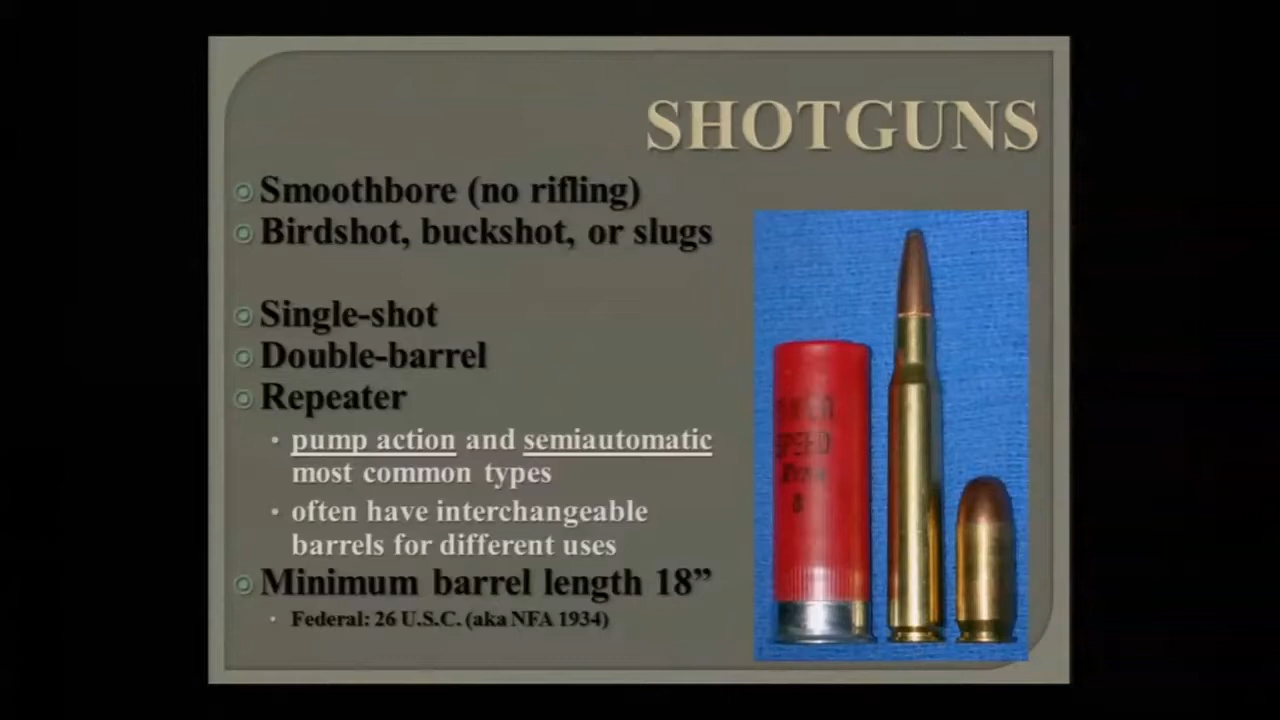 SHOTGUNS
Smoothbore (no rifling)
Birdshot, buckshot, or slugs
Single-shot
Double-barrel
Repeater
pump action and semiautomatic
most common types
often have interchangeable
barrels for different uses
Minimum barrel length 18”
Federal: 26 U.S.C. (aka NFA 1934)